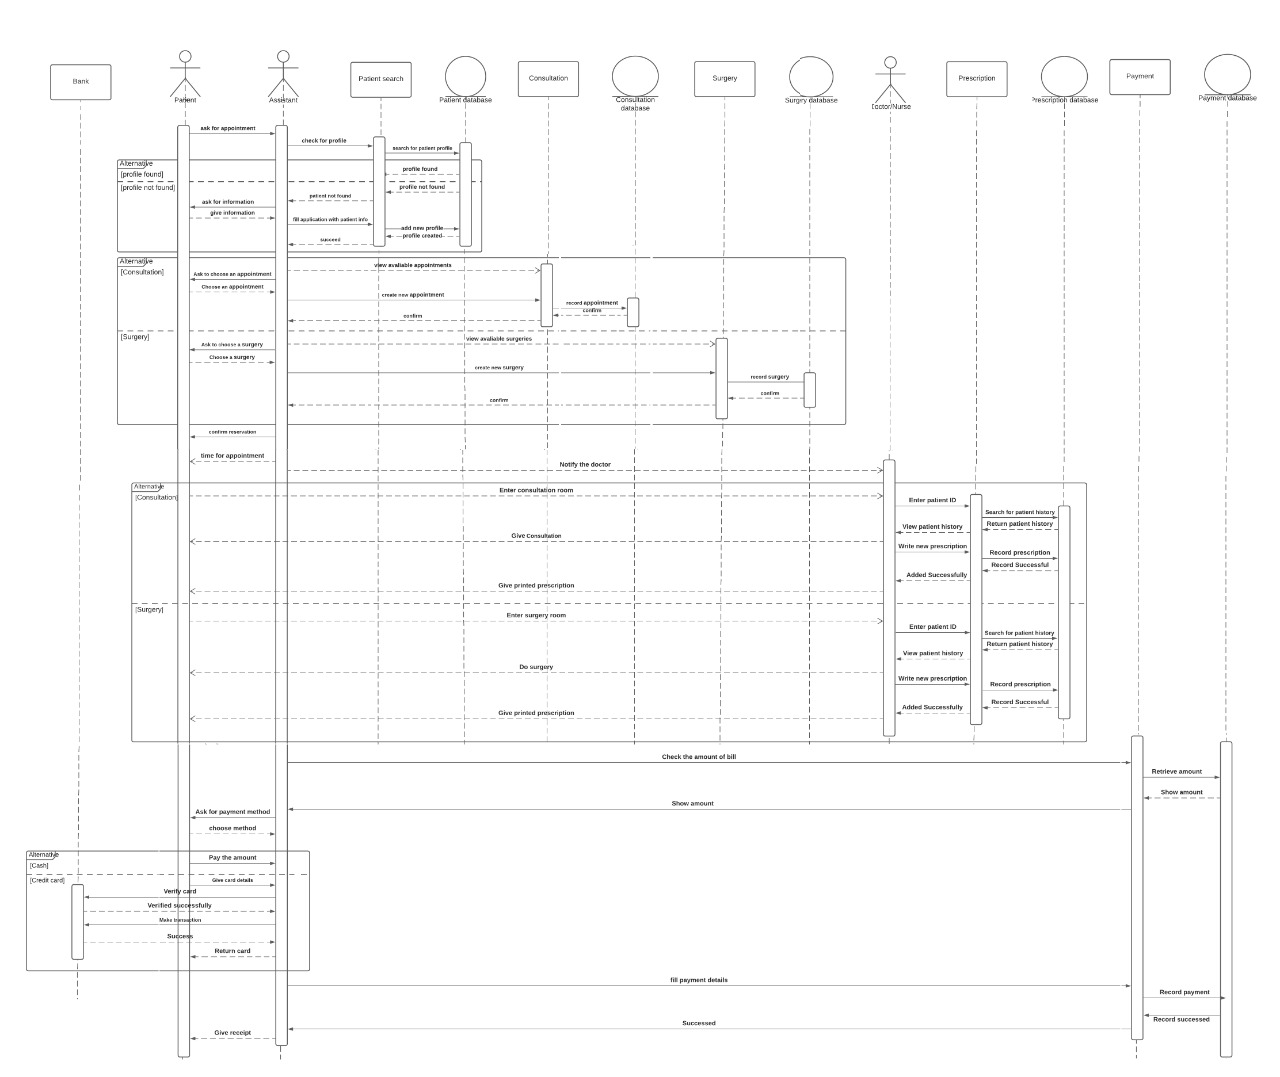 Bank
Patient
Assistant
Patient search
Patient database
Consultation
Consultation
database
Surgery
Surgry database
Doctor/Nurse
Prescription
Prescription database
Payment
Payment database
ask for appointment
check for profile
search for patient profile
Alternative
[profile found]
profile found
[profile not found]
profile not found
patient not found
ask for information
give information
fill application with patient info
add new profile
profile created
succeed
Alternative
[Consultation]
view avaliable appointments
Ask to choose an appointment
Choose an appointment
create new appointment
record appointment
confirm
confirm
[Surgery]
view avaliable surgeries
Ask to choose a surgery
Choose a surgery
create new surgery
record surgery
confirm
confirm
confirm reservation
time for appointment
Notify the doctor
Alternative
[Consultation]
Enter consultation room
Enter patient ID
Search for patient history
Return patient history
View patient history
Give Consultation
Write new prescription
Record prescription
Record Successful
Added Successfully
Give printed prescription
[Surgery]
Enter surgery room
Enter patient ID
Search for patient history
Return patient history
View patient history
Do surgery
Write new prescription
Record prescription
Record Successful
Added Successfully
Give printed prescription
Check the amount of bill
Retrieve amount
Show amount
Show amount
Ask for payment method
choose method
Alternative
[Cash]
Pay the amount
[Credit card]
Give card details
Verify card
Verified successfully
Make transaction
Success
Return card
fill payment details
Record payment
Record successed
Successed
Give receipt